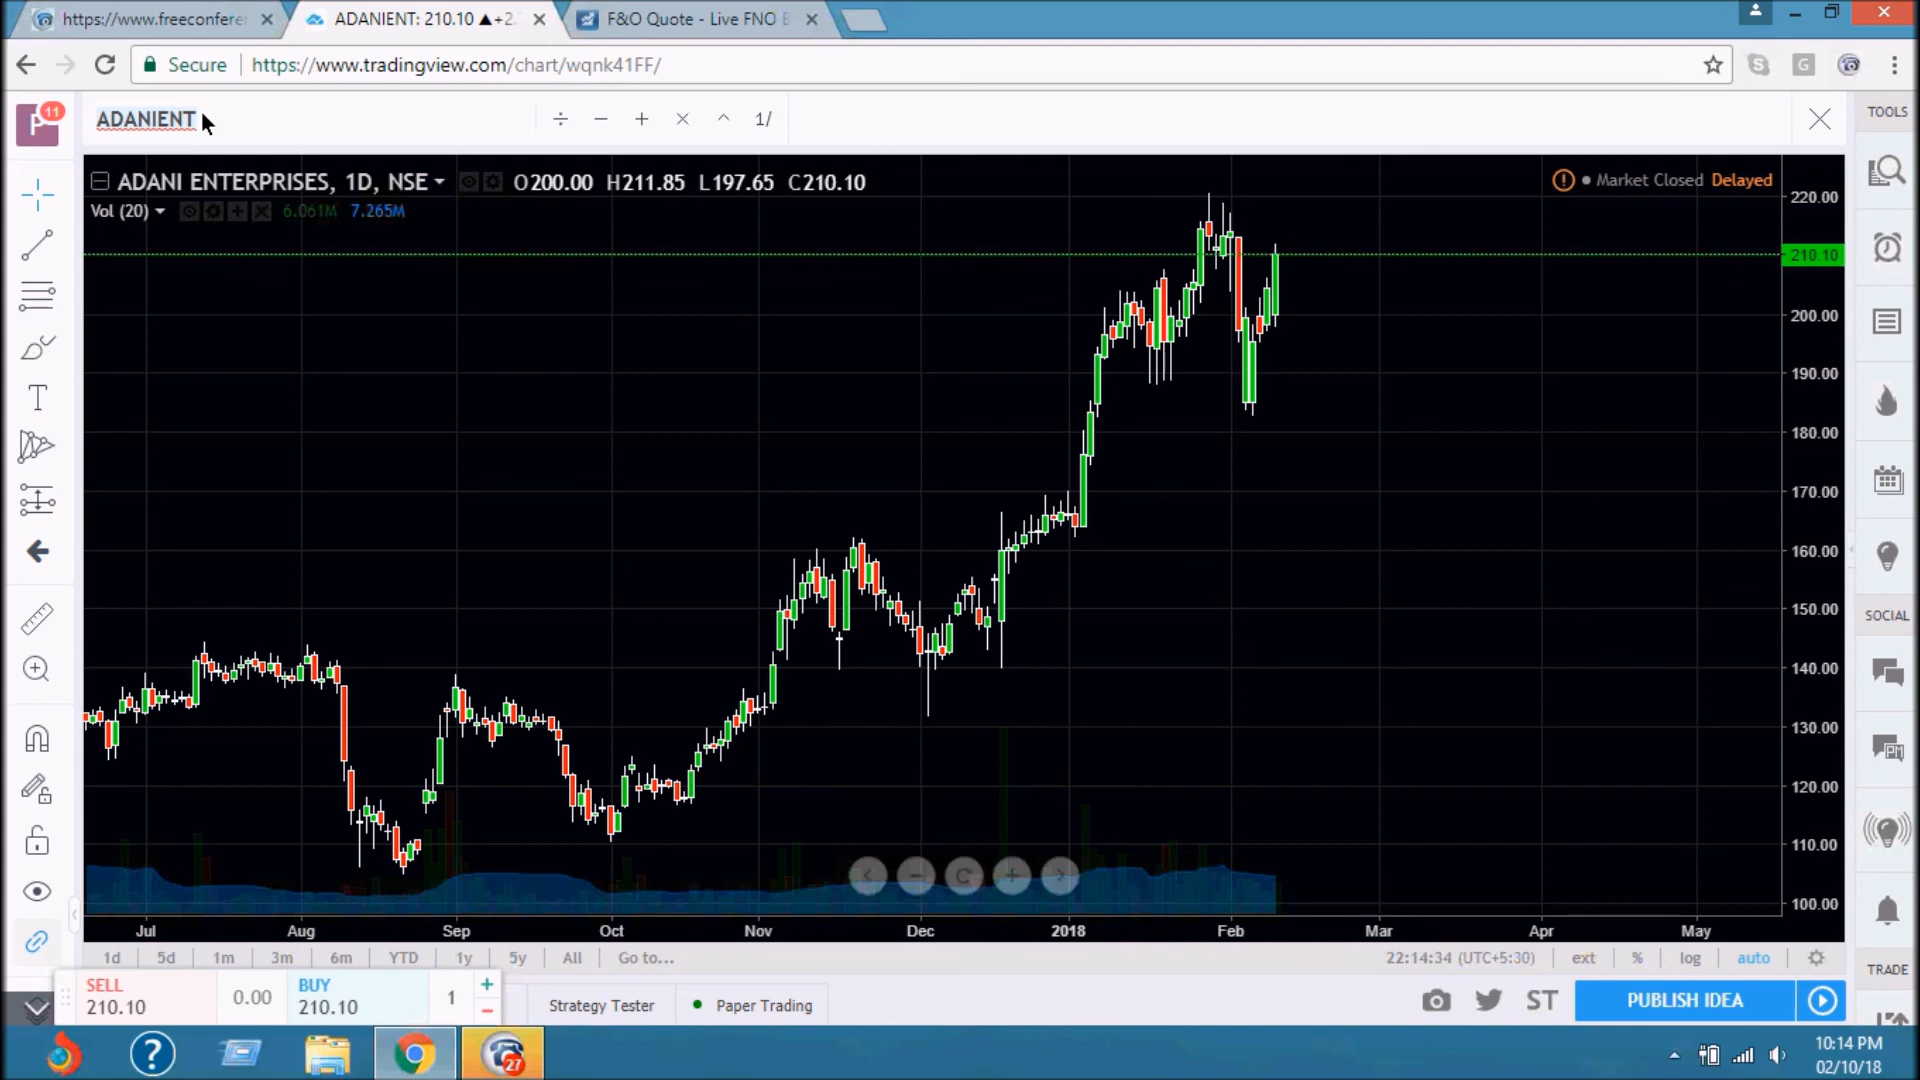 https://www.freeconfere
ADANIENT: 210.10 ▲+2.
F&O Quote - Live FNO B
Secure
https://www.tradingview.com/chart/wqnk41FF/
G
P
11
ADANIENT
÷ − + × ^ 1/
TOOLS
ADANI ENTERPRISES, 1D, NSE
O200.00 H211.85 L197.65 C210.10
Market Closed Delayed
Vol (20)
6.061M 7.265M
220.00
210.10
200.00
190.00
180.00
170.00
160.00
150.00
SOCIAL
140.00
130.00
PM
120.00
110.00
100.00
Jul Aug Sep Oct Nov Dec 2018 Feb Mar Apr May
1d 5d 1m 3m 6m YTD 1y 5y All Go to...
22:14:34 (UTC+5:30) ext % log auto
TRADE
SELL
210.10
0.00
BUY
210.10
1
Strategy Tester
Paper Trading
ST
PUBLISH IDEA
27
10:14 PM
02/10/18